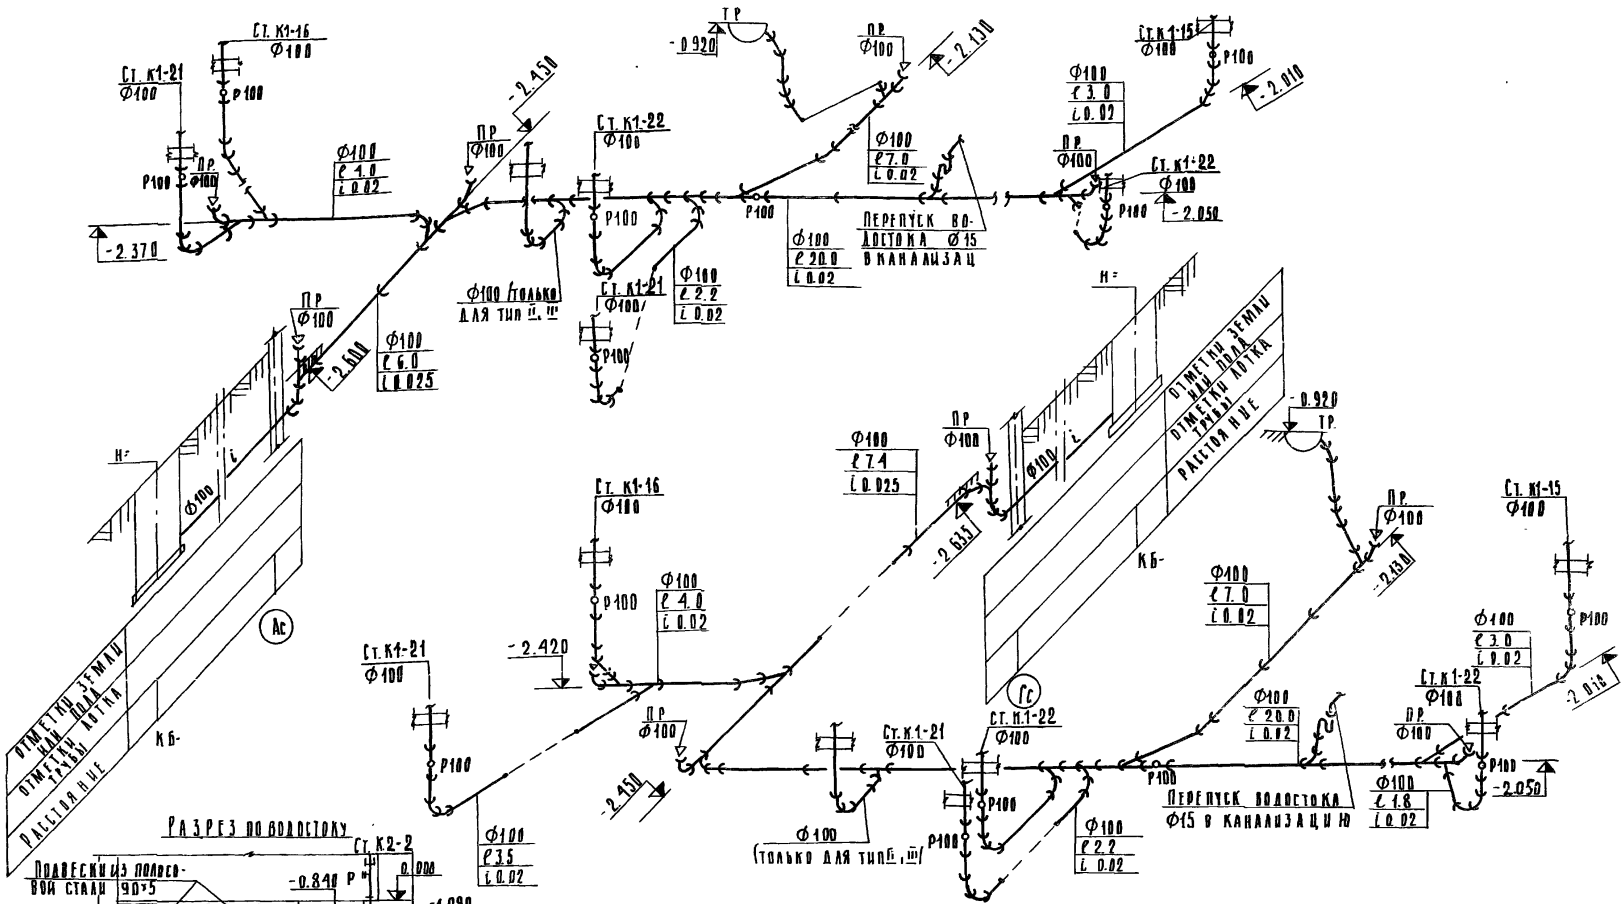 Ст. К1-16
Ф100
Ст. К1-21
Ф100
Р100
Р100
ПР.
Ф100
Ф100
ℓ 4.0
i 0.02
-2.370
-2.450
ПР
Ф100
Ст. К1-22
Ф100
Р100
ТР
-0.920
ПР.
Ф100
-2.130
Ф100
ℓ 7.0
i 0.02
Ст. К1-15
Ф100
Р100
-2.010
Ф100
ℓ 3.0
i 0.02
ПР.
Ф100
Ст. К1-22
Ф100
Р100
-2.050
Р100
Ф100
ℓ 20.0
i 0.02
ПЕРЕПУСК ВО-
ДОСТОКА Ф15
В КАНАЛИЗАЦ
Ф100 /ТОЛЬКО
ДЛЯ ТИП II, III/
Ст. К1-21
Ф100
Р100
Ф100
ℓ 2.2
i 0.02
ПР
Ф100
-2.600
Ф100
ℓ 6.0
i 0.025
Н=
Ф100
i
ОТМЕТКИ ЗЕМЛИ
ИЛИ ПОЛА
ОТМЕТКИ ЛОТКА
ТРУБЫ
РАССТОЯНИЕ
КБ-
Ас
Н=
Ф100
i
ОТМЕТКИ ЗЕМЛИ
ИЛИ ПОЛА
ОТМЕТКИ ЛОТКА
ТРУБЫ
РАССТОЯНИЕ
КБ-
Гс
Ф100
ℓ 7.4
i 0.025
ПР
Ф100
-2.635
Ст. К1-16
Ф100
Р100
Ф100
ℓ 4.0
i 0.02
-2.420
Ст. К1-21
Ф100
Р100
Ф100
ℓ 3.5
i 0.02
ПР
Ф100
-2.450
Ст. К.1-21
Ф100
Ст. К.1-22
Ф100
Р100
Р100
Ф100
(ТОЛЬКО ДЛЯ ТИП II, III/
Ф100
ℓ 2.2
i 0.02
Р100
-0.920
ТР.
ПР.
Ф100
-2.130
Ф100
ℓ 7.0
i 0.02
Ф100
ℓ 20.0
i 0.02
ПЕРЕПУСК ВОДОСТОКА
Ф15 В КАНАЛИЗАЦИЮ
Ст. К1-15
Ф100
Р100
Ф100
ℓ 3.0
i 0.02
-2.010
Ст. К.1-22
Ф100
ПР.
Ф100
Р100
-2.050
Ф100
ℓ 1.8
i 0.02
РАЗРЕЗ ПО ВОДОСТОКУ
Ст. К.2-2
ПОДВЕСКИ ИЗ ПОЛОСО-
ВОЙ СТАЛИ 90×5
-0.840
0.000